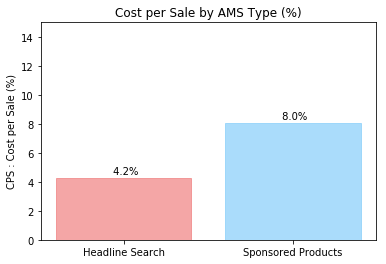 Cost per Sale by AMS Type (%)
CPS : Cost per Sale (%)
14
12
10
8
6
4
2
0
4.2%
8.0%
Headline Search
Sponsored Products